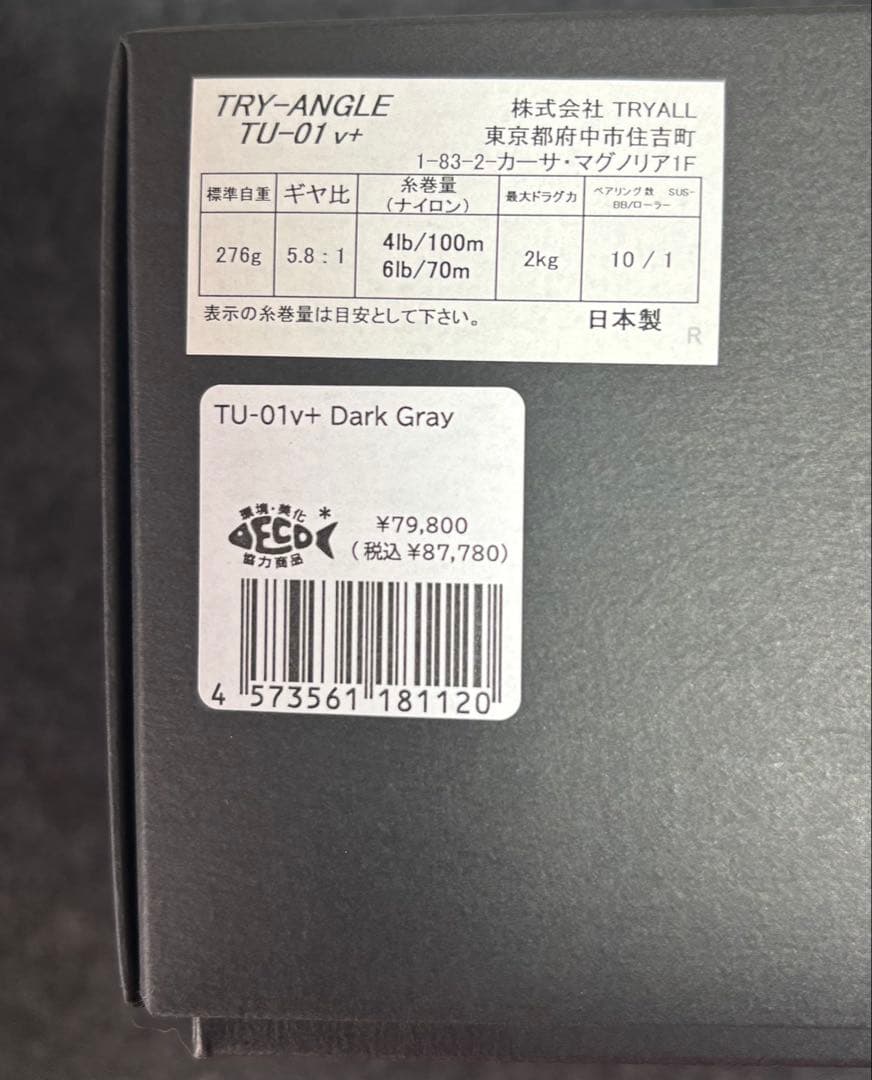 TRY-ANGLE
TU-01 v+
株式会社 TRYALL
東京都府中市住吉町
1-83-2-カーサ・マグノリア1F
標準自重 ギヤ比 糸巻量(ナイロン) 最大ドラグ力 ベアリング数 SUS-BB/ローラー
276g 5.8:1 4lb/100m 6lb/70m 2kg 10/1
表示の糸巻量は目安として下さい。 日本製
R
TU-01v+ Dark Gray
環境・美化 *
ECO
協力商品
¥79,800
(税込¥87,780)
4 573561 181120